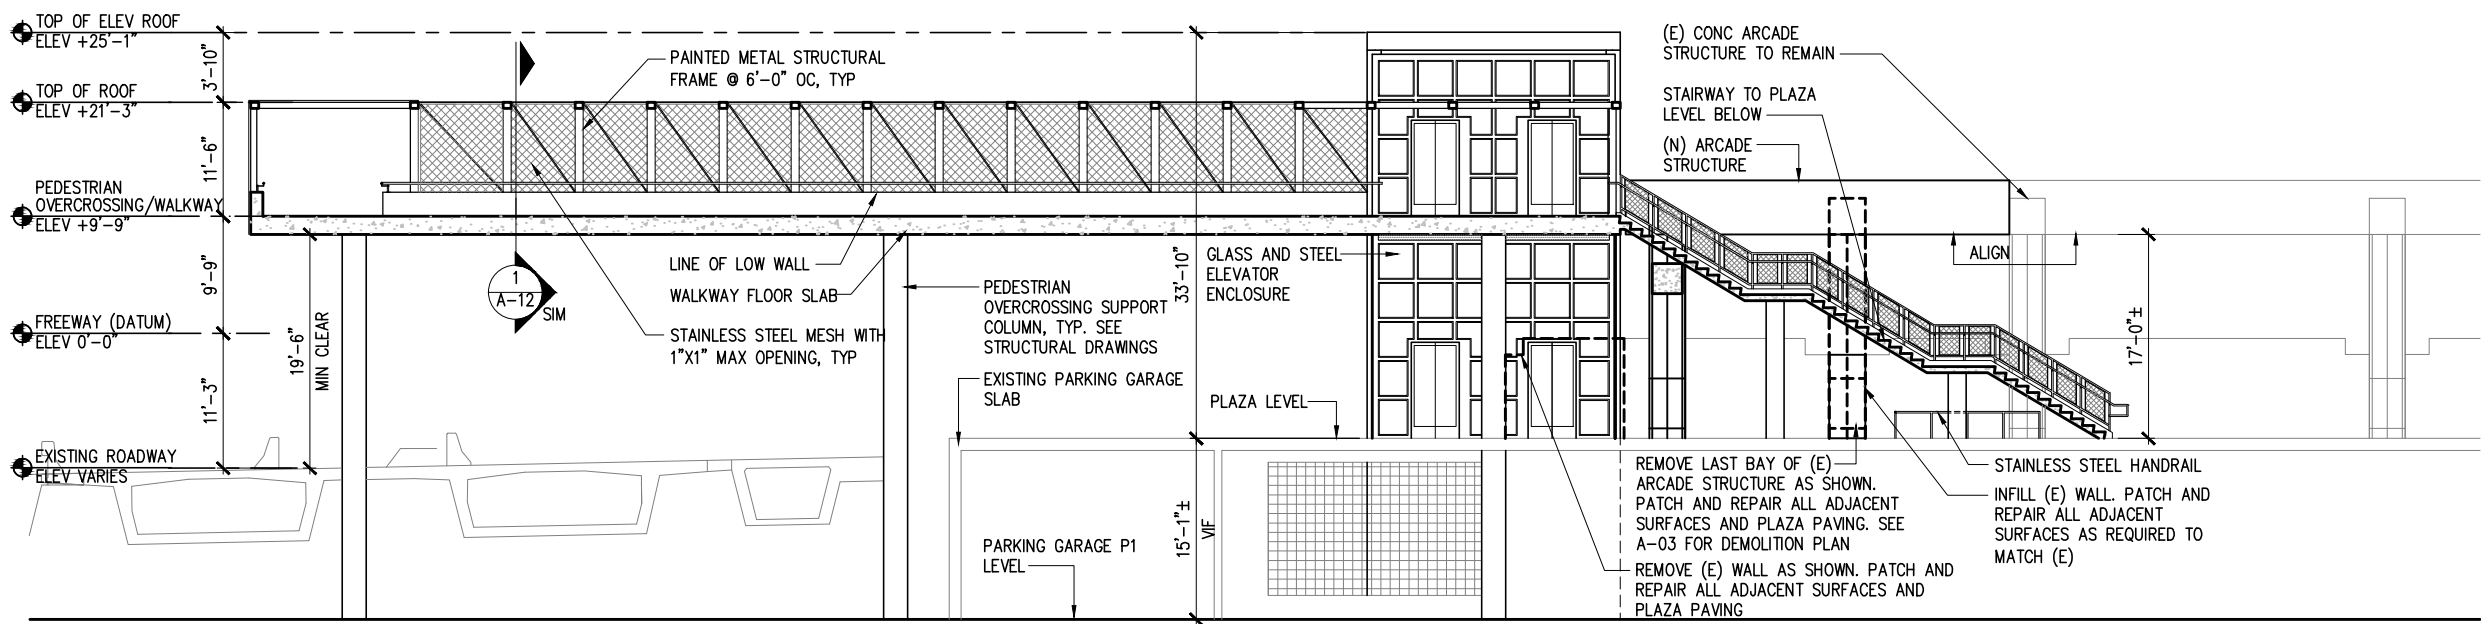 TOP OF ELEV ROOF
ELEV +25'-1"
3'-10"
TOP OF ROOF
ELEV +21'-3"
11'-6"
PEDESTRIAN
OVERCROSSING/WALKWAY
ELEV +9'-9"
9'-9"
FREEWAY (DATUM)
ELEV 0'-0"
11'-3"
EXISTING ROADWAY
ELEV VARIES
19'-6"
MIN CLEAR
PAINTED METAL STRUCTURAL
FRAME @ 6'-0" OC, TYP
1
A-12
SIM
LINE OF LOW WALL
WALKWAY FLOOR SLAB
STAINLESS STEEL MESH WITH
1"X1" MAX OPENING, TYP
PEDESTRIAN
OVERCROSSING SUPPORT
COLUMN, TYP. SEE
STRUCTURAL DRAWINGS
EXISTING PARKING GARAGE
SLAB
PARKING GARAGE P1
LEVEL
33'-10"
15'-1"±
VIF
GLASS AND STEEL
ELEVATOR
ENCLOSURE
PLAZA LEVEL
(E) CONC ARCADE
STRUCTURE TO REMAIN
STAIRWAY TO PLAZA
LEVEL BELOW
(N) ARCADE
STRUCTURE
ALIGN
17'-0"±
REMOVE LAST BAY OF (E)
ARCADE STRUCTURE AS SHOWN.
PATCH AND REPAIR ALL ADJACENT
SURFACES AND PLAZA PAVING. SEE
A-03 FOR DEMOLITION PLAN
REMOVE (E) WALL AS SHOWN. PATCH AND
REPAIR ALL ADJACENT SURFACES AND
PLAZA PAVING
STAINLESS STEEL HANDRAIL
INFILL (E) WALL. PATCH AND
REPAIR ALL ADJACENT
SURFACES AS REQUIRED TO
MATCH (E)